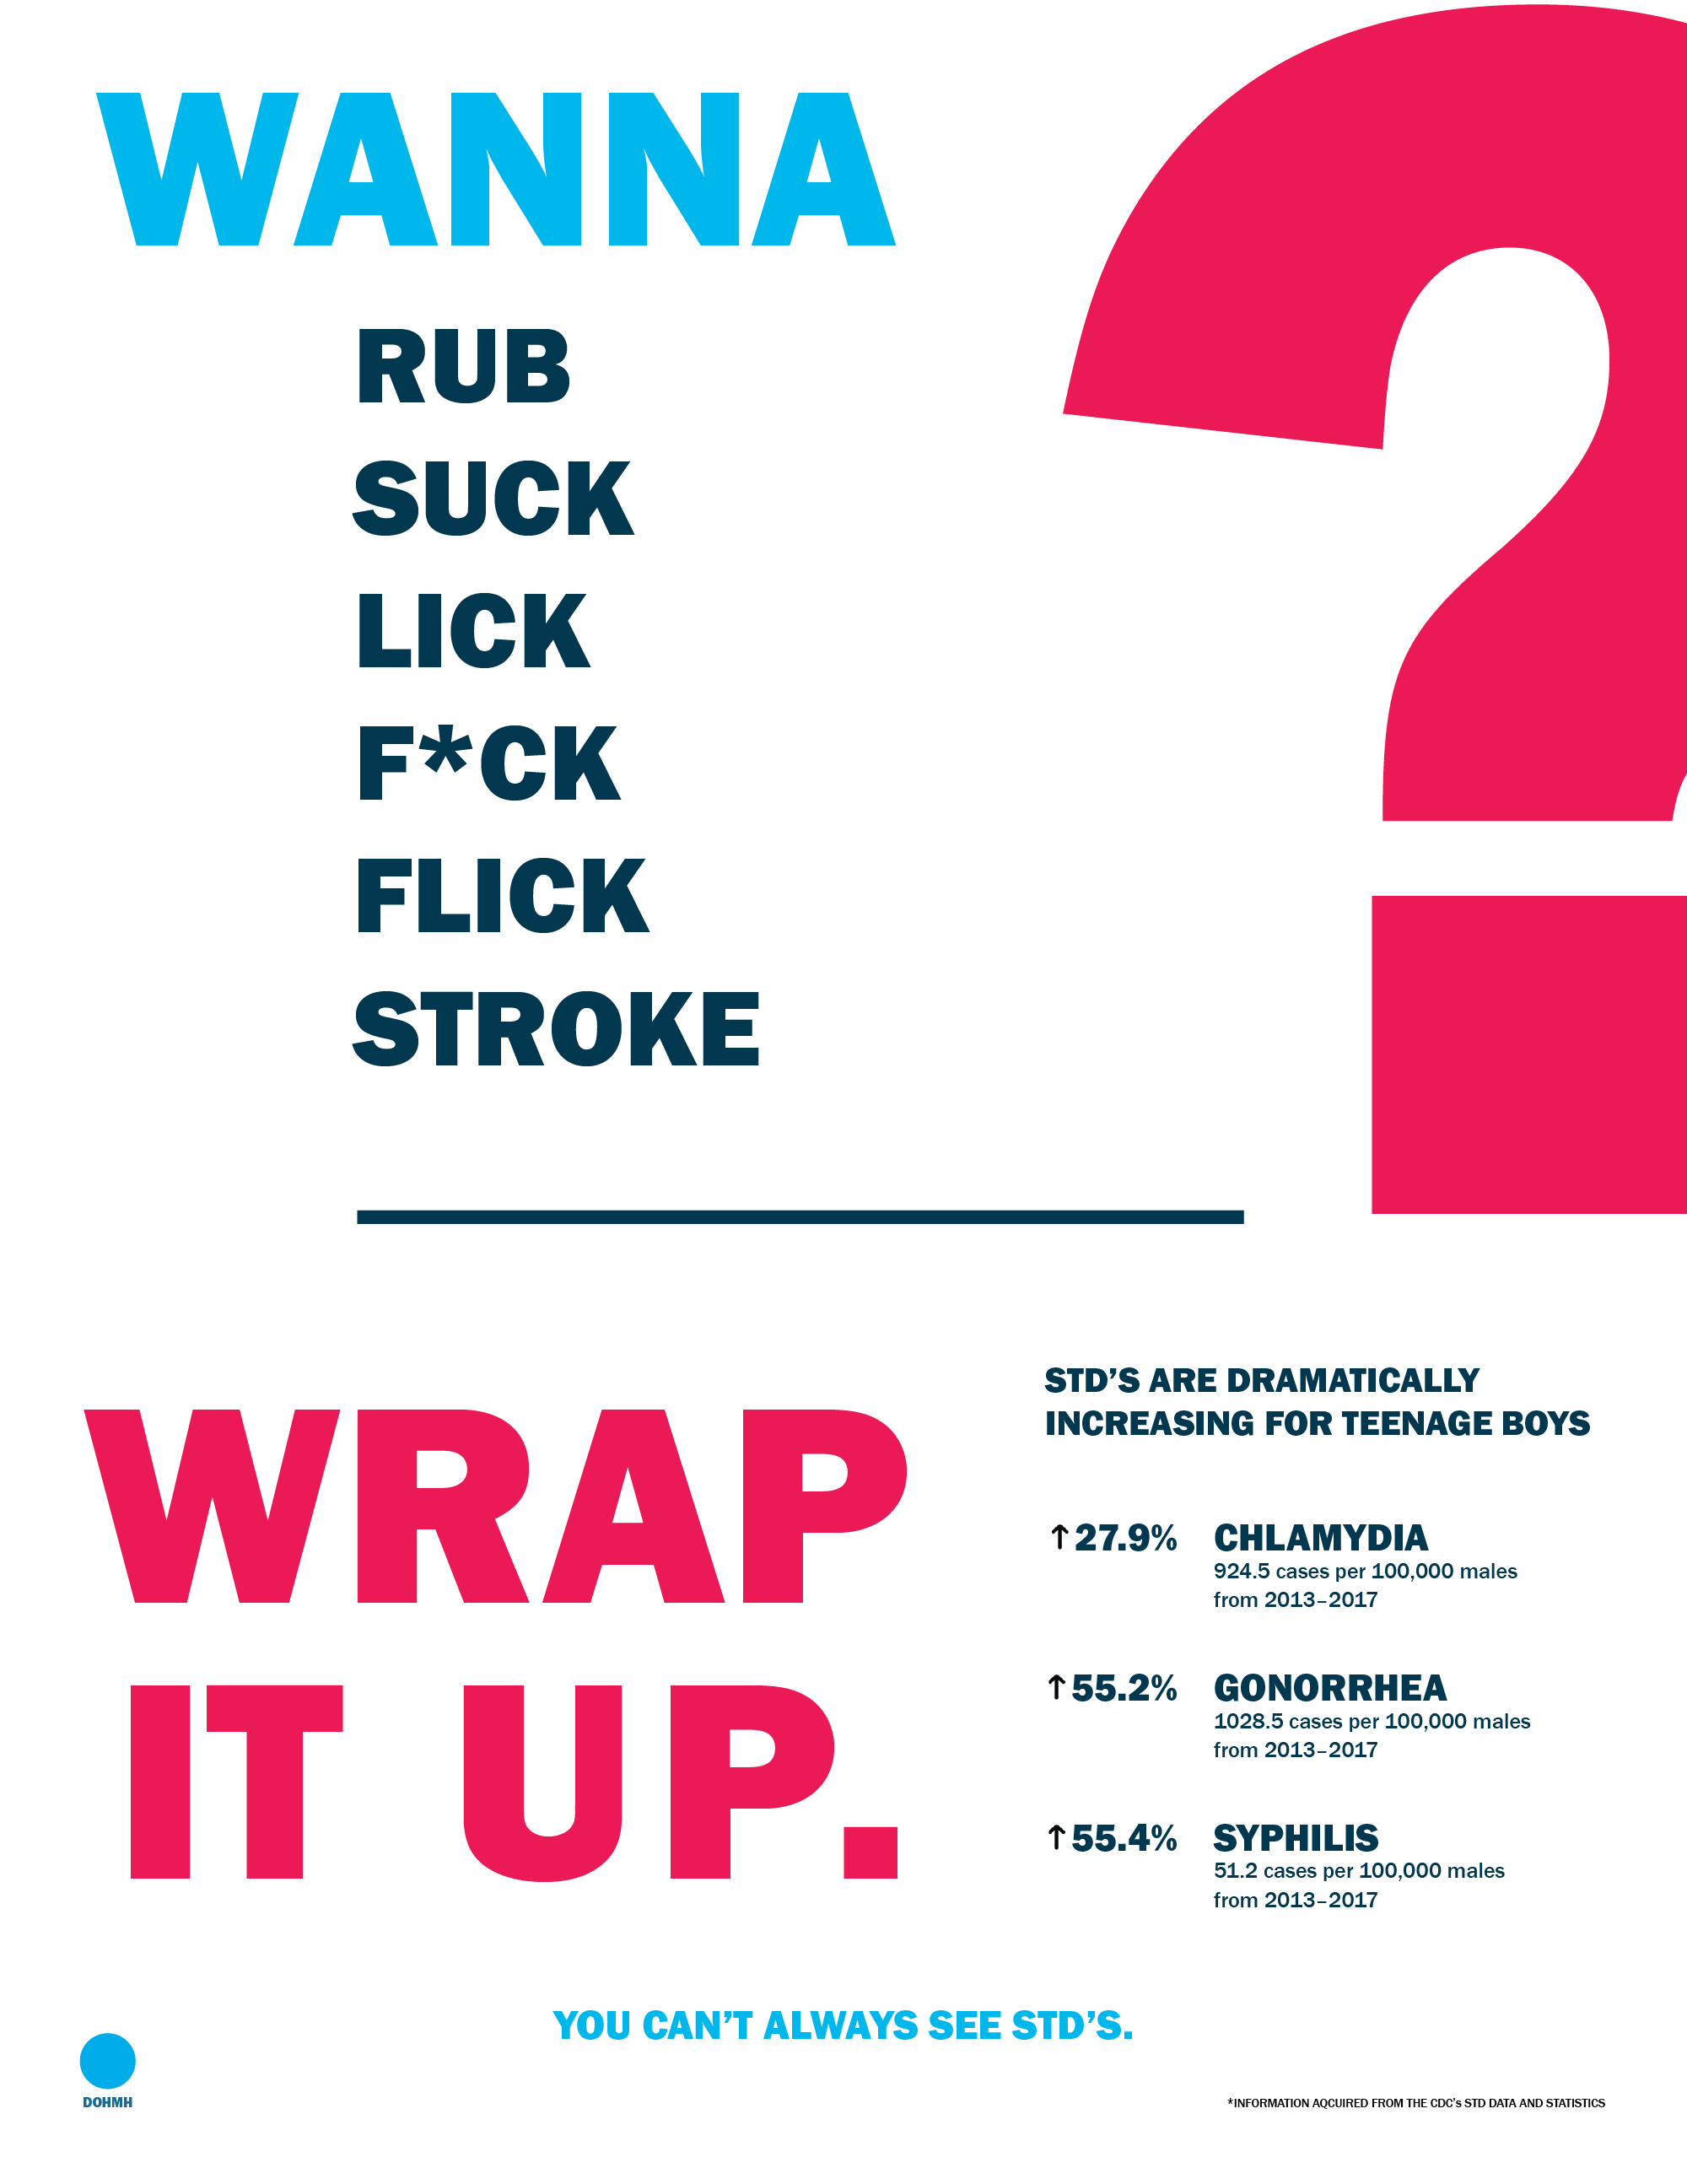 WANNA
RUB
SUCK
LICK
F*CK
FLICK
STROKE
?
WRAP
IT UP.
STD’S ARE DRAMATICALLY
INCREASING FOR TEENAGE BOYS
↑27.9% CHLAMYDIA
924.5 cases per 100,000 males
from 2013–2017
↑55.2% GONORRHEA
1028.5 cases per 100,000 males
from 2013–2017
↑55.4% SYPHILIS
51.2 cases per 100,000 males
from 2013–2017
YOU CAN’T ALWAYS SEE STD’S.
DOHMH
*INFORMATION AQCUIRED FROM THE CDC’s STD DATA AND STATISTICS